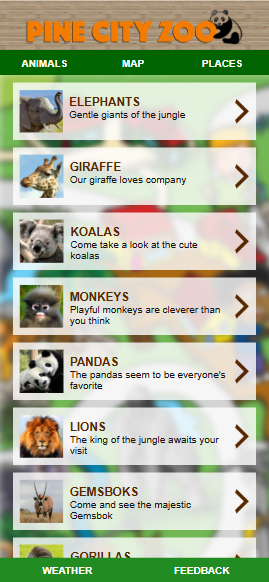 PINE CITY ZOO
ANIMALS MAP PLACES
ELEPHANTS
Gentle giants of the jungle
GIRAFFE
Our giraffe loves company
KOALAS
Come take a look at the cute
koalas
MONKEYS
Playful monkeys are cleverer than
you think
PANDAS
The pandas seem to be everyone's
favorite
LIONS
The king of the jungle awaits your
visit
GEMSBOKS
Come and see the majestic
Gemsbok
GORILLAS
WEATHER FEEDBACK